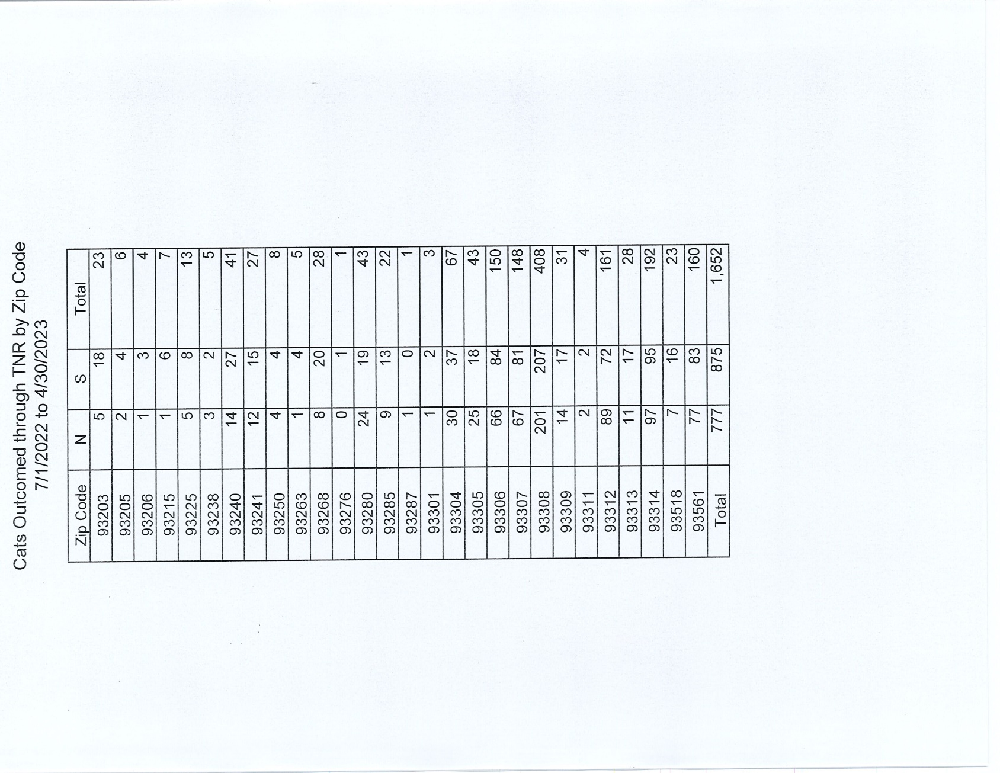 Cats Outcomed through TNR by Zip Code
7/1/2022 to 4/30/2023
Zip Code N S Total
93203 5 18 23
93205 2 4 6
93206 1 3 4
93215 1 6 7
93225 5 8 13
93238 3 2 5
93240 14 27 41
93241 12 15 27
93250 4 4 8
93263 1 4 5
93268 8 20 28
93276 0 1 1
93280 24 19 43
93285 9 13 22
93287 1 0 1
93301 1 2 3
93304 30 37 67
93305 25 18 43
93306 66 84 150
93307 67 81 148
93308 201 207 408
93309 14 17 31
93311 2 2 4
93312 89 72 161
93313 11 17 28
93314 97 95 192
93518 7 16 23
93561 77 83 160
Total 777 875 1,652